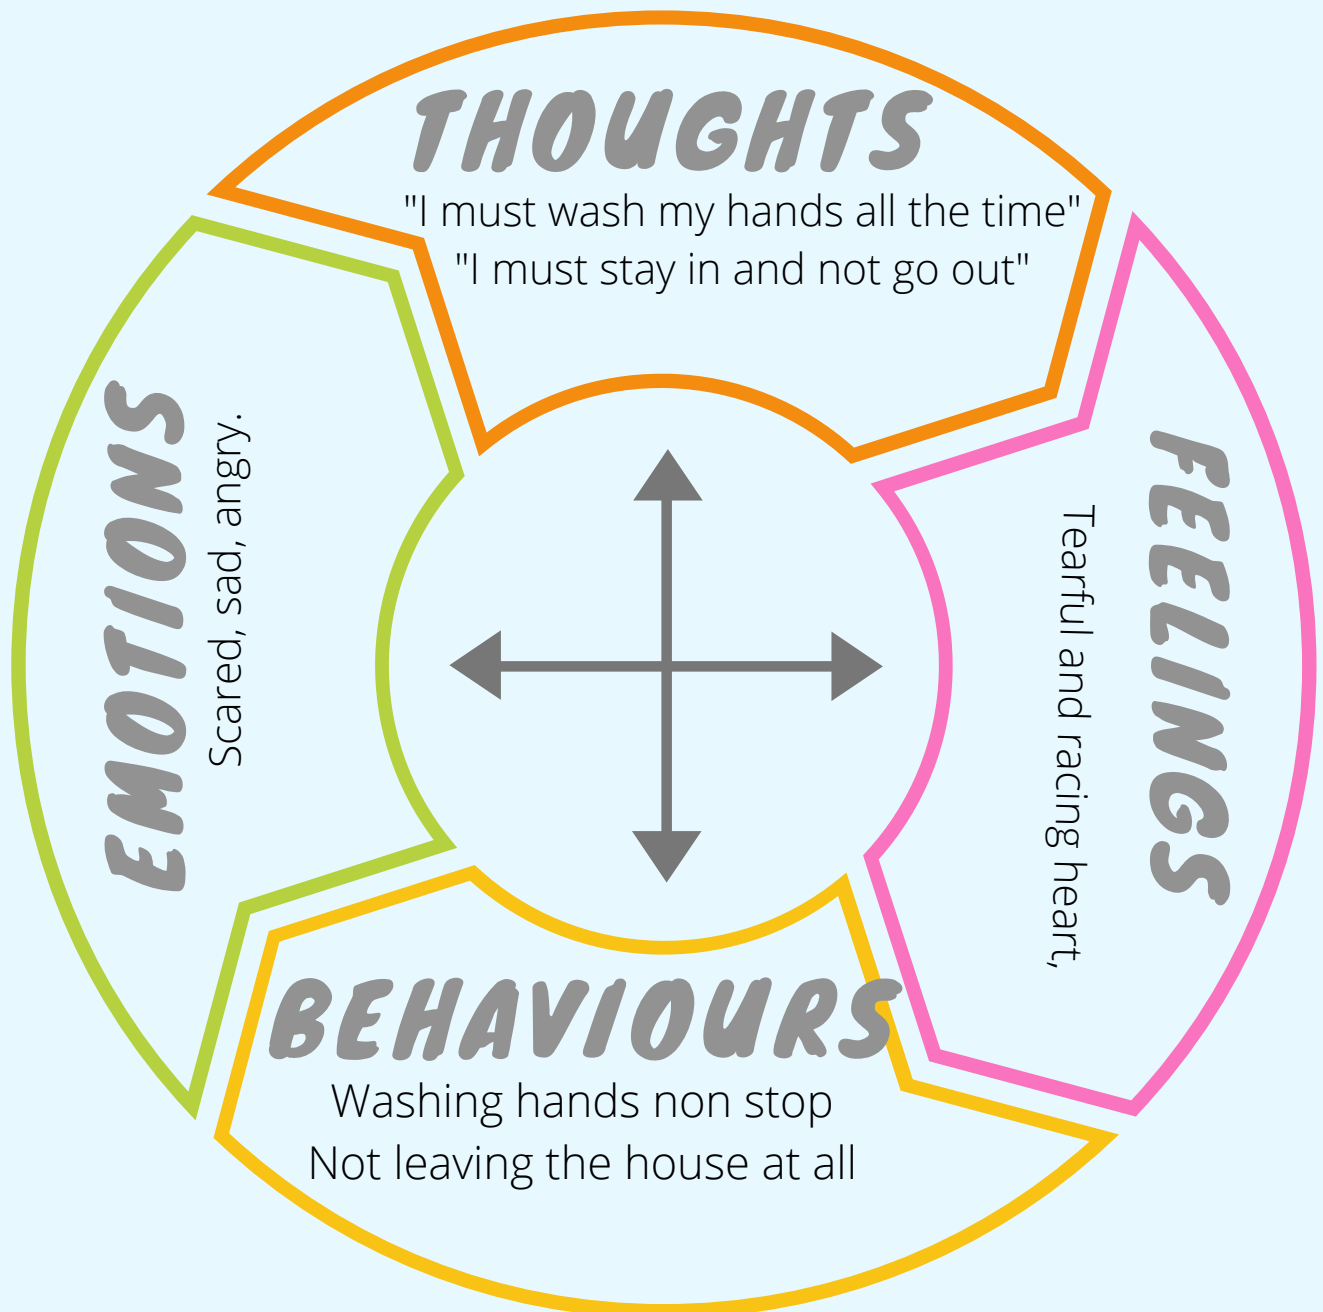 THOUGHTS
"I must wash my hands all the time"
"I must stay in and not go out"
EMOTIONS
Scared, sad, angry.
FEELINGS
Tearful and racing heart,
BEHAVIOURS
Washing hands non stop
Not leaving the house at all